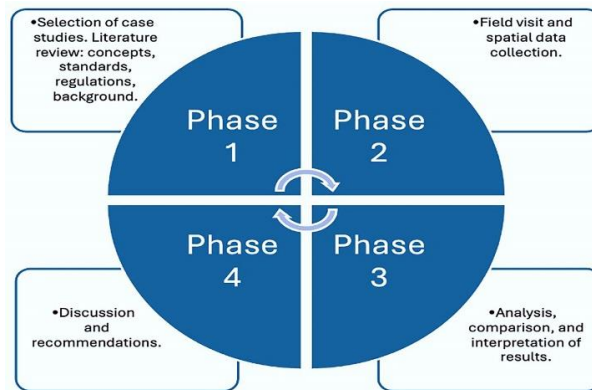 •Selection of case
studies. Literature
review: concepts,
standards,
regulations,
background.
•Field visit and
spatial data
collection.
Phase
1
Phase
2
Phase
4
Phase
3
•Discussion
and
recommendations.
•Analysis,
comparison, and
interpretation of
results.